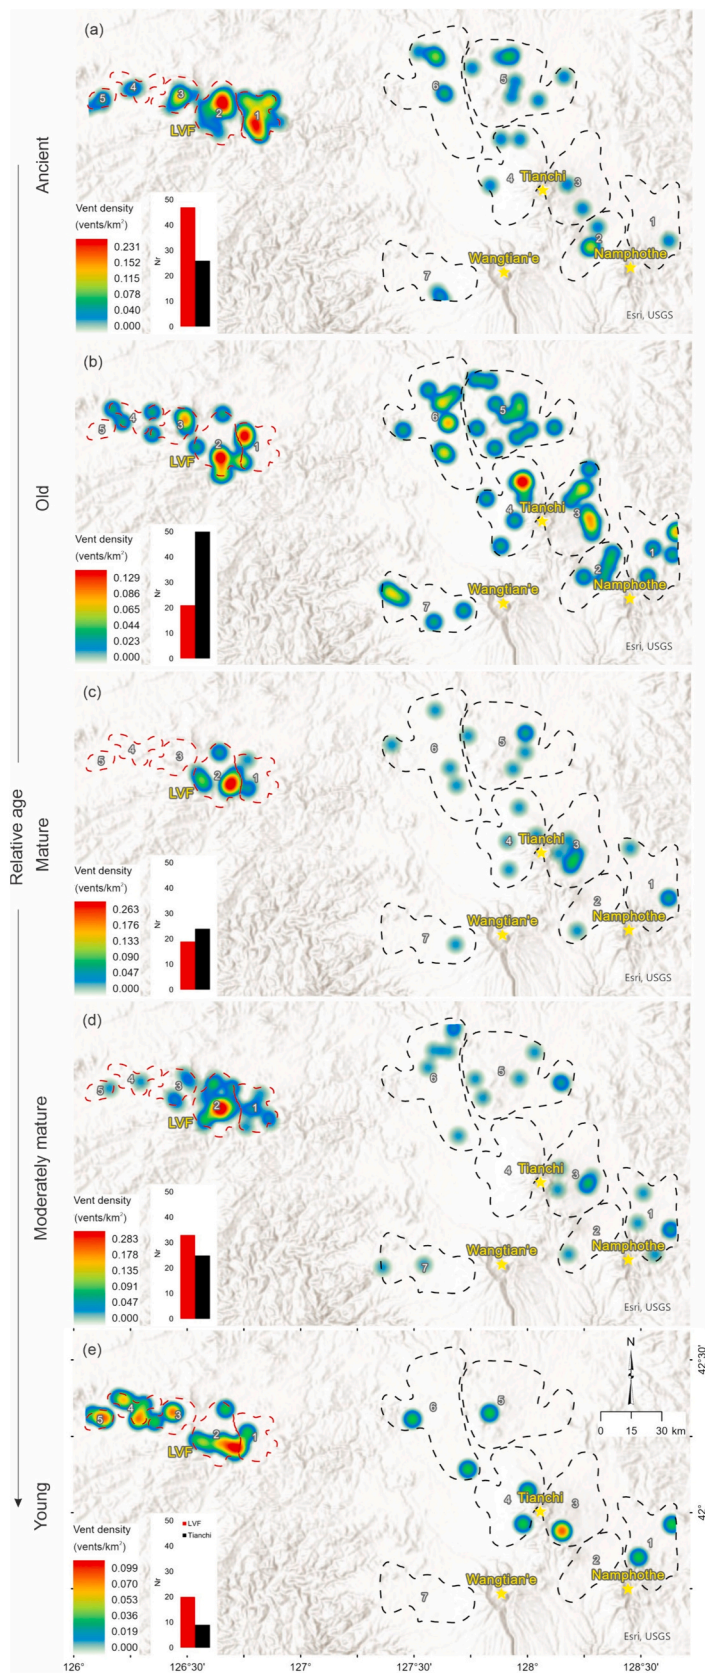 Relative age
Ancient
(a)
5
4
3
2
1
LVF
5
4
Tianchi
3
2
1
Namphothe
Wangtian'e
7
Vent density
(vents/km²)
0.231
0.152
0.115
0.078
0.040
0.000
Nr
50
40
30
20
10
0
Esri, USGS
Old
(b)
5
4
3
2
1
LVF
6
5
4
Tianchi
3
2
1
Namphothe
Wangtian'e
7
Vent density
(vents/km²)
0.129
0.086
0.065
0.044
0.023
0.000
Nr
50
40
30
20
10
0
Esri, USGS
Mature
(c)
5
4
3
2
1
LVF
6
5
4
Tianchi
3
2
1
Namphothe
Wangtian'e
7
Vent density
(vents/km²)
0.263
0.176
0.133
0.090
0.047
0.000
Nr
50
40
30
20
10
0
Esri, USGS
Moderately mature
(d)
5
4
3
2
1
LVF
6
5
4
Tianchi
3
2
1
Namphothe
Wangtian'e
7
Vent density
(vents/km²)
0.283
0.178
0.135
0.091
0.047
0.000
Nr
50
40
30
20
10
0
Esri, USGS
Young
(e)
5
4
3
2
1
LVF
6
5
4
Tianchi
3
2
1
Namphothe
Wangtian'e
7
N
0 15 30 km
42°30'
42°
Vent density
(vents/km²)
0.099
0.070
0.053
0.036
0.019
0.000
Nr
50
LVF
40
Tianchi
30
20
10
0
Esri, USGS
126° 126°30' 127° 127°30' 128° 128°30'